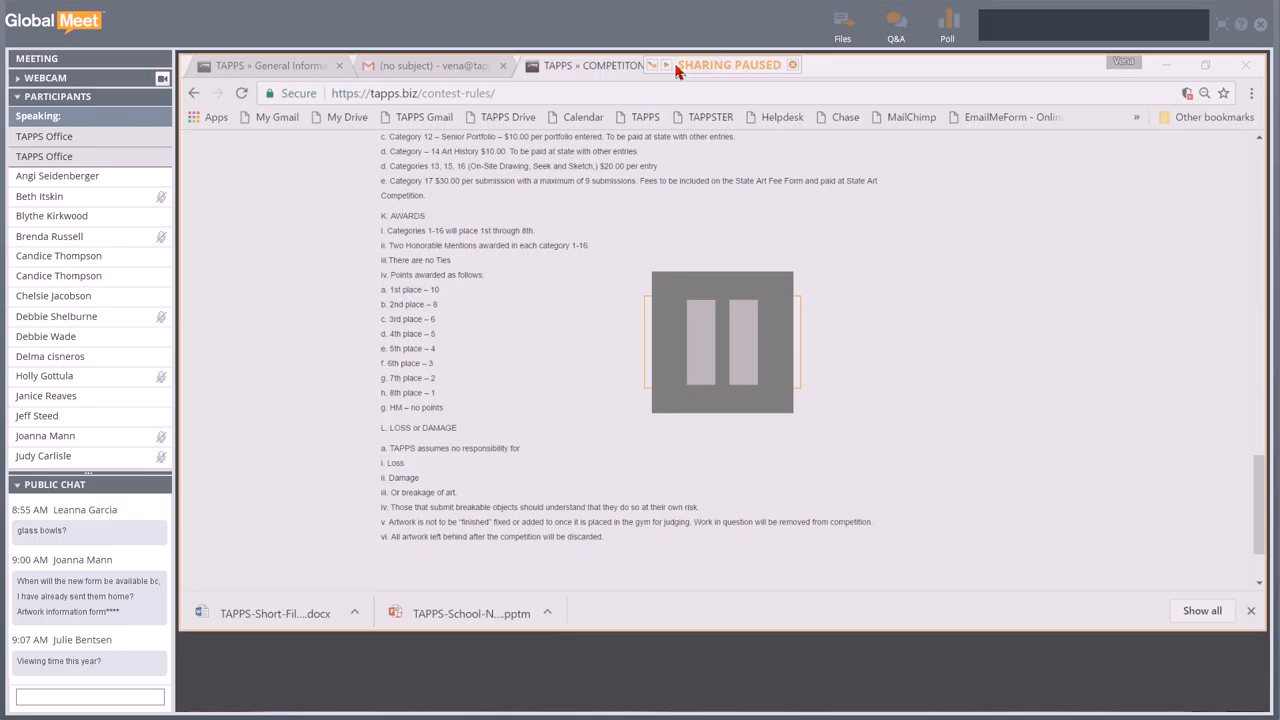 Global Meet
Files
Q&A
Poll
MEETING
WEBCAM
PARTICIPANTS
Speaking:
TAPPS Office
TAPPS Office
Angi Seidenberger
Beth Itskin
Blythe Kirkwood
Brenda Russell
Candice Thompson
Candice Thompson
Chelsie Jacobson
Debbie Shelburne
Debbie Wade
Delma cisneros
Holly Gottula
Janice Reaves
Jeff Steed
Joanna Mann
Judy Carlisle
PUBLIC CHAT
8:55 AM Leanna Garcia
glass bowls?
9:00 AM Joanna Mann
When will the new form be available bc,
I have already sent them home?
Artwork information form****
9:07 AM Julie Bentsen
Viewing time this year?
TAPPS » General Informa
(no subject) - vena@tapp
TAPPS » COMPETITON
SHARING PAUSED
Vena
Secure
https://tapps.biz/contest-rules/
Apps
My Gmail
My Drive
TAPPS Gmail
TAPPS Drive
Calendar
TAPPS
TAPPSTER
Helpdesk
Chase
MailChimp
EmailMeForm - Online
»
Other bookmarks
c. Category 12 – Senior Portfolio – $10.00 per portfolio entered. To be paid at state with other entries.
d. Category – 14 Art History $10.00. To be paid at state with other entries.
d. Categories 13, 15, 16 (On-Site Drawing, Seek and Sketch,) $20.00 per entry
e. Category 17 $30.00 per submission with a maximum of 9 submissions. Fees to be included on the State Art Fee Form and paid at State Art
Competition.
K. AWARDS
i. Categories 1-16 will place 1st through 8th.
ii. Two Honorable Mentions awarded in each category 1-16.
iii.There are no Ties
iv. Points awarded as follows:
a. 1st place – 10
b. 2nd place – 8
c. 3rd place – 6
d. 4th place – 5
e. 5th place – 4
f. 6th place – 3
g. 7th place – 2
h. 8th place – 1
g. HM – no points
L. LOSS or DAMAGE
a. TAPPS assumes no responsibility for
i. Loss
ii. Damage
iii. Or breakage of art.
iv. Those that submit breakable objects should understand that they do so at their own risk.
v. Artwork is not to be “finished” fixed or added to once it is placed in the gym for judging. Work in question will be removed from competition.
vi. All artwork left behind after the competition will be discarded.
TAPPS-Short-Fil....docx
TAPPS-School-N....pptm
Show all